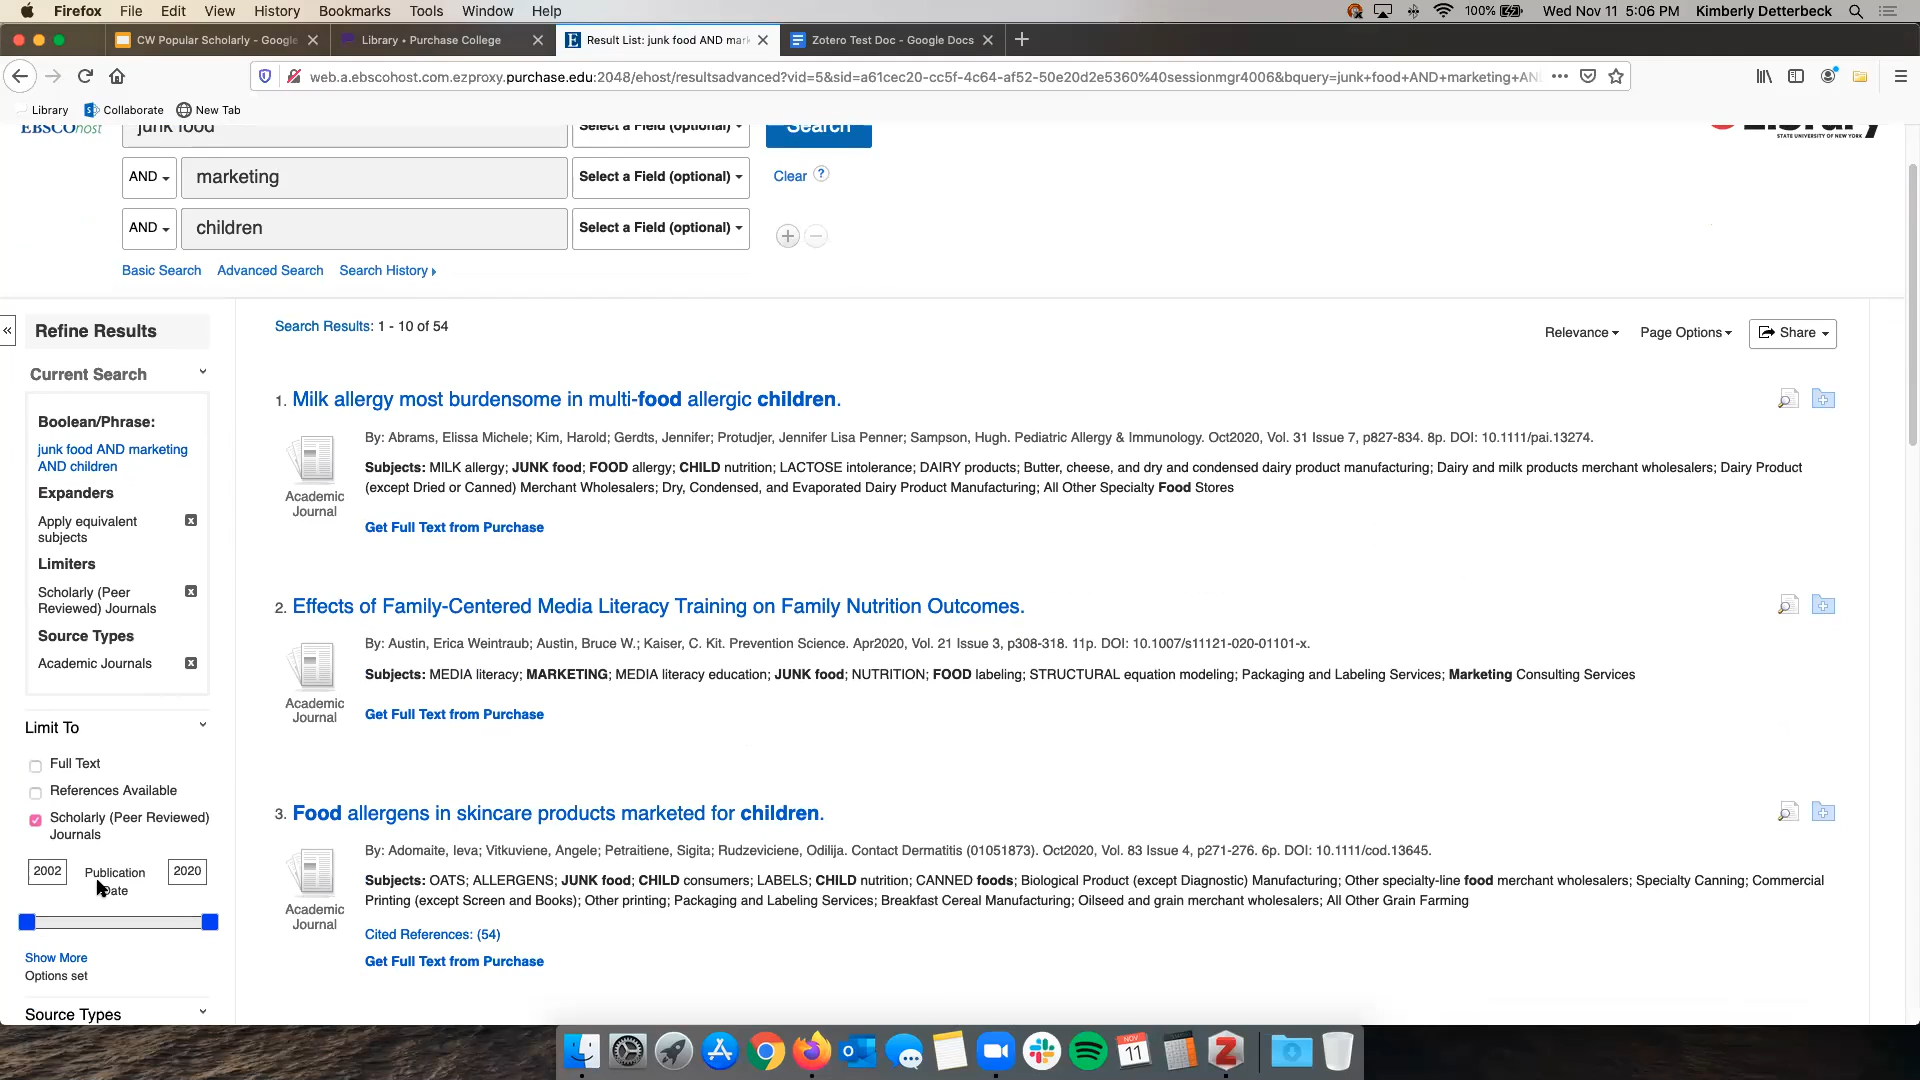 Firefox File Edit View History Bookmarks Tools Window Help 100% Wed Nov 11 5:06 PM Kimberly Detterbeck
CW Popular Scholarly - Google Library • Purchase College Result List: junk food AND mar Zotero Test Doc - Google Docs
web.a.ebscohost.com.ezproxy.purchase.edu:2048/ehost/resultsadvanced?vid=5&sid=a61cec20-cc5f-4c64-af52-50e20d2e5360%40sessionmgr4006&bquery=junk+food+AND+marketing+AN
Library Collaborate New Tab
EBSCOhost junk food Select a Field (optional) Search Library
STATE UNIVERSITY OF NEW YORK
AND marketing Select a Field (optional) Clear ?
AND children Select a Field (optional)
Basic Search Advanced Search Search History
« Refine Results
Current Search
Boolean/Phrase:
junk food AND marketing
AND children
Expanders
Apply equivalent
subjects
Limiters
Scholarly (Peer
Reviewed) Journals
Source Types
Academic Journals
Limit To
Full Text
References Available
Scholarly (Peer Reviewed)
Journals
2002 Publication 2020
Date
Show More
Options set
Source Types
Search Results: 1 - 10 of 54
Relevance Page Options Share
1. Milk allergy most burdensome in multi-food allergic children.
By: Abrams, Elissa Michele; Kim, Harold; Gerdts, Jennifer; Protudjer, Jennifer Lisa Penner; Sampson, Hugh. Pediatric Allergy & Immunology. Oct2020, Vol. 31 Issue 7, p827-834. 8p. DOI: 10.1111/pai.13274.
Subjects: MILK allergy; JUNK food; FOOD allergy; CHILD nutrition; LACTOSE intolerance; DAIRY products; Butter, cheese, and dry and condensed dairy product manufacturing; Dairy and milk products merchant wholesalers; Dairy Product
(except Dried or Canned) Merchant Wholesalers; Dry, Condensed, and Evaporated Dairy Product Manufacturing; All Other Specialty Food Stores
Academic
Journal
Get Full Text from Purchase
2. Effects of Family-Centered Media Literacy Training on Family Nutrition Outcomes.
By: Austin, Erica Weintraub; Austin, Bruce W.; Kaiser, C. Kit. Prevention Science. Apr2020, Vol. 21 Issue 3, p308-318. 11p. DOI: 10.1007/s11121-020-01101-x.
Subjects: MEDIA literacy; MARKETING; MEDIA literacy education; JUNK food; NUTRITION; FOOD labeling; STRUCTURAL equation modeling; Packaging and Labeling Services; Marketing Consulting Services
Academic
Journal
Get Full Text from Purchase
3. Food allergens in skincare products marketed for children.
By: Adomaite, Ieva; Vitkuviene, Angele; Petraitiene, Sigita; Rudzeviciene, Odilija. Contact Dermatitis (01051873). Oct2020, Vol. 83 Issue 4, p271-276. 6p. DOI: 10.1111/cod.13645.
Subjects: OATS; ALLERGENS; JUNK food; CHILD consumers; LABELS; CHILD nutrition; CANNED foods; Biological Product (except Diagnostic) Manufacturing; Other specialty-line food merchant wholesalers; Specialty Canning; Commercial
Printing (except Screen and Books); Other printing; Packaging and Labeling Services; Breakfast Cereal Manufacturing; Oilseed and grain merchant wholesalers; All Other Grain Farming
Academic
Journal
Cited References: (54)
Get Full Text from Purchase
NOV
11
Z